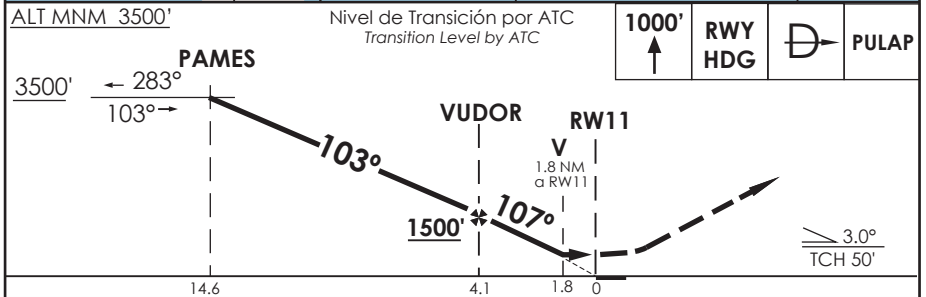 ALT MNM 3500'
Nivel de Transición por ATC
Transition Level by ATC
1000'
RWY
HDG
D
PULAP
PAMES
3500'
← 283°
103° →
VUDOR
RW11
V
1.8 NM
a RW11
103°
107°
1500'
3.0°
TCH 50'
14.6
4.1
1.8
0